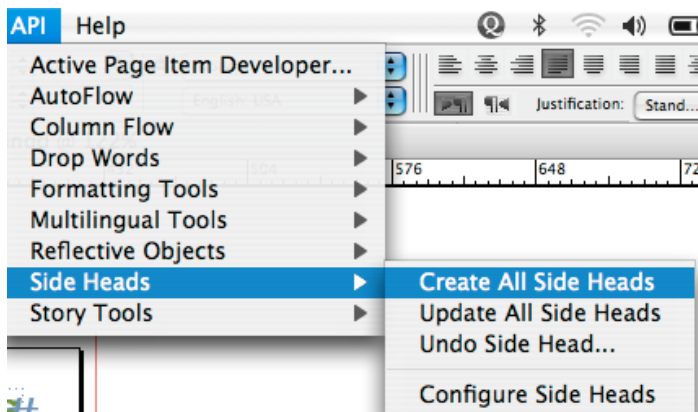 API Help
Active Page Item Developer...
AutoFlow
English: USA
Column Flow
Drop Words
Formatting Tools
Multilingual Tools
Reflective Objects
Side Heads
Story Tools
Justification: Stand...
504
576
648
72
Create All Side Heads
Update All Side Heads
Undo Side Head...
Configure Side Heads
#